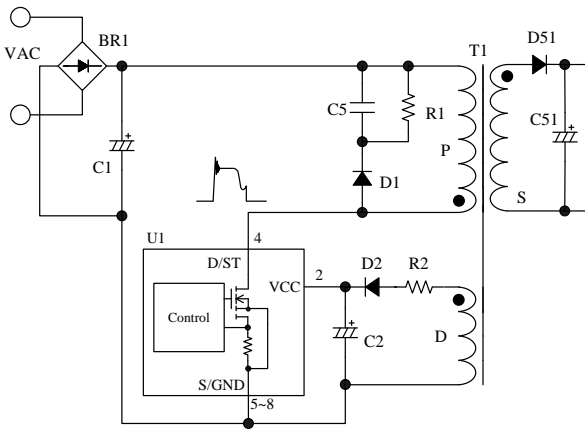 VAC
BR1
T1
D51
C5
R1
C51
C1
P
D1
S
U1
4
D/ST
2
D2
R2
VCC
Control
C2
D
S/GND
5~8